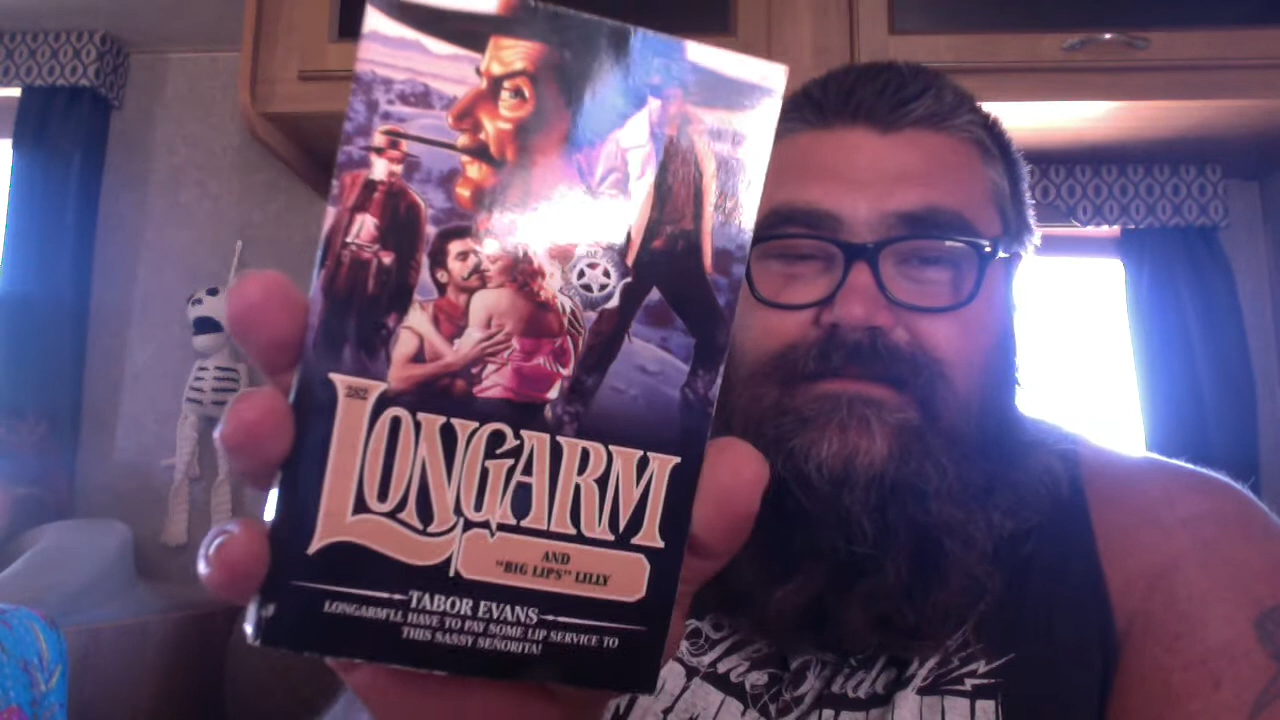 282
LONGARM
AND
"BIG LIPS" LILLY
TABOR EVANS
LONGARM'LL HAVE TO PAY SOME LIP SERVICE TO
THIS SASSY SEÑORITA!
The